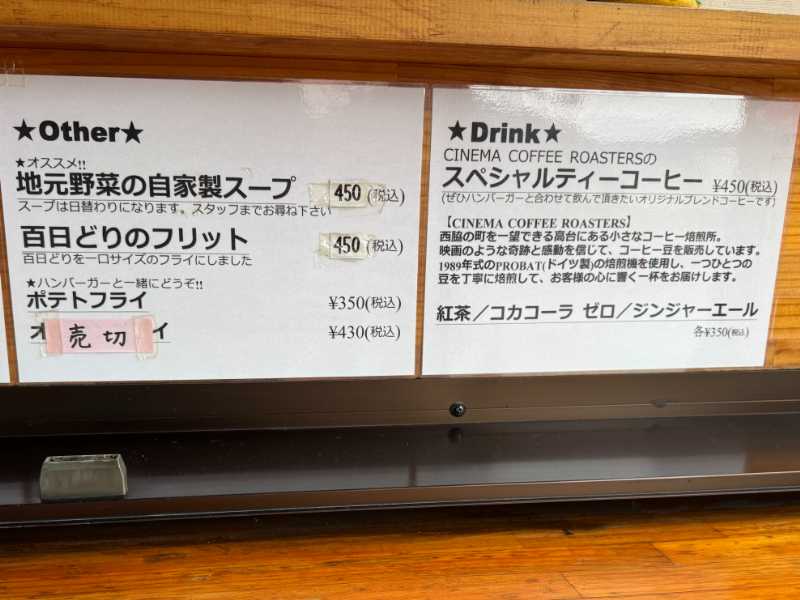 ★Other★
★オススメ!!
地元野菜の自家製スープ 450 (税込)
スープは日替わりになります。スタッフまでお尋ね下さい
百日どりのフリット 450 (税込)
百日どりを一口サイズのフライにしました
★ハンバーガーと一緒にどうぞ!!
ポテトフライ ¥350(税込)
オ 売切 イ ¥430(税込)
★Drink★
CINEMA COFFEE ROASTERSの
スペシャルティーコーヒー ¥450(税込)
(ぜひハンバーガーと合わせて飲んで頂きたいオリジナルブレンドコーヒーです)
【CINEMA COFFEE ROASTERS】
西脇の町を一望できる高台にある小さなコーヒー焙煎所。
映画のような奇跡と感動を信じて、コーヒー豆を販売しています。
1989年式のPROBAT(ドイツ製)の焙煎機を使用し、一つひとつの
豆を丁寧に焙煎して、お客様の心に響く一杯をお届けします。
紅茶／コカコーラ ゼロ／ジンジャーエール
各¥350(税込)